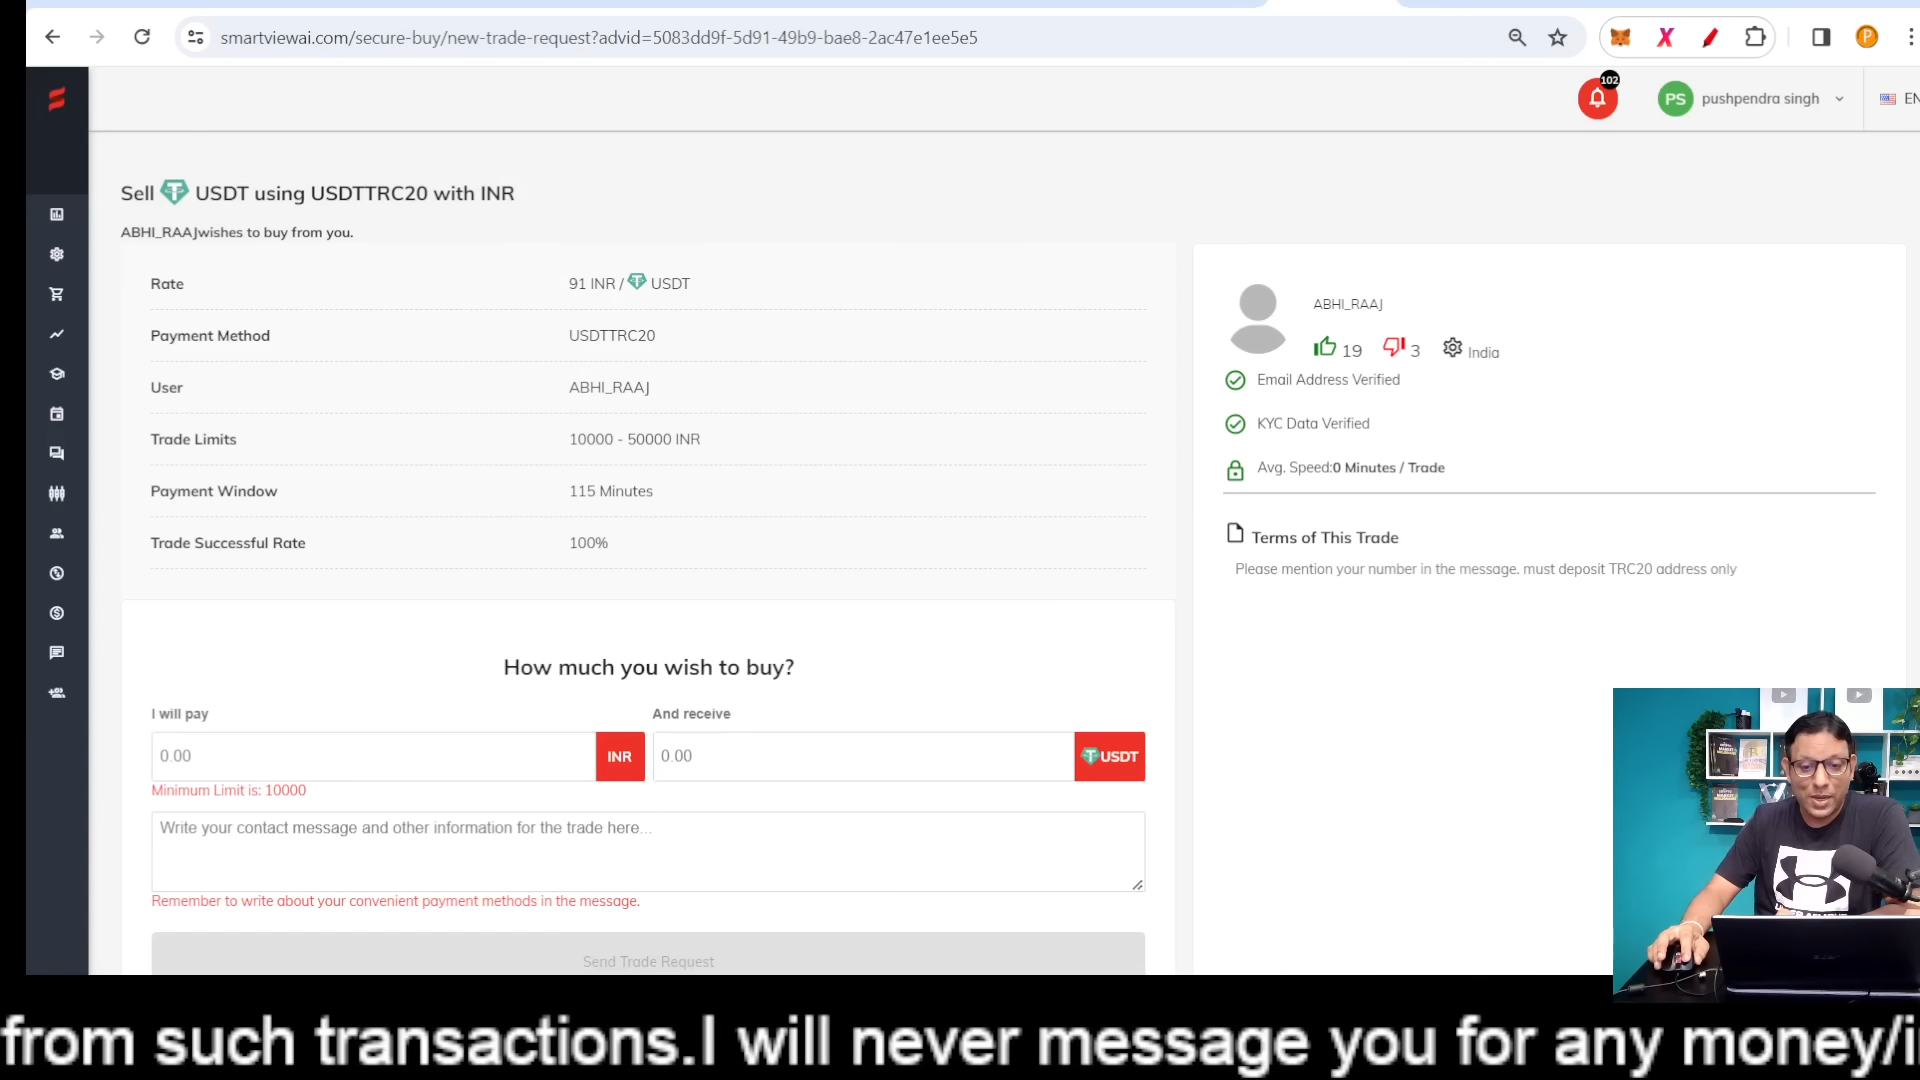 smartviewai.com/secure-buy/new-trade-request?advid=5083dd9f-5d91-49b9-bae8-2ac47e1ee5e5
P
102
PS pushpendra singh
EN
Sell USDT using USDTTRC20 with INR
ABHI_RAAJwishes to buy from you.
Rate 91 INR / USDT
Payment Method USDTTRC20
User ABHI_RAAJ
Trade Limits 10000 - 50000 INR
Payment Window 115 Minutes
Trade Successful Rate 100%
ABHI_RAAJ
19 3 India
Email Address Verified
KYC Data Verified
Avg. Speed:0 Minutes / Trade
Terms of This Trade
Please mention your number in the message. must deposit TRC20 address only
How much you wish to buy?
I will pay And receive
0.00 INR 0.00 USDT
Minimum Limit is: 10000
Write your contact message and other information for the trade here...
Remember to write about your convenient payment methods in the message.
Send Trade Request
from such transactions.I will never message you for any money/i